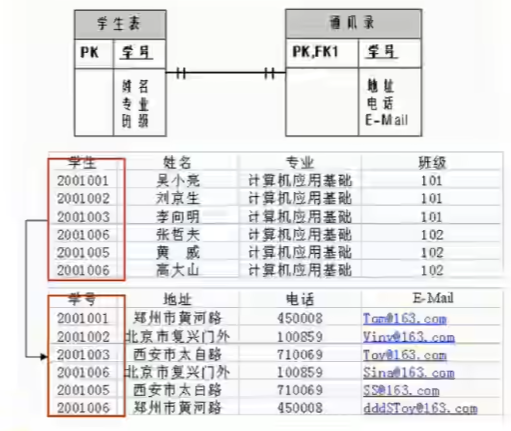 学生表
PK 学号
姓名
专业
班级
通讯录
PK,FK1 学号
地址
电话
E-Mail
学生 姓名 专业 班级
2001001 吴小亮 计算机应用基础 101
2001002 刘京生 计算机应用基础 101
2001003 李向明 计算机应用基础 101
2001006 张哲夫 计算机应用基础 102
2001005 黄 威 计算机应用基础 102
2001006 高大山 计算机应用基础 102
学号 地址 电话 E-Mail
2001001 郑州市黄河路 450008 Tom@163.com
2001002 北京市复兴门外 100859 Viny@163.com
2001003 西安市太白路 710069 Toy@163.com
2001006 北京市复兴门外 100859 Sina@163.com
2001005 西安市太白路 710069 SS@163.com
2001006 郑州市黄河路 450008 dddSToy@163.com